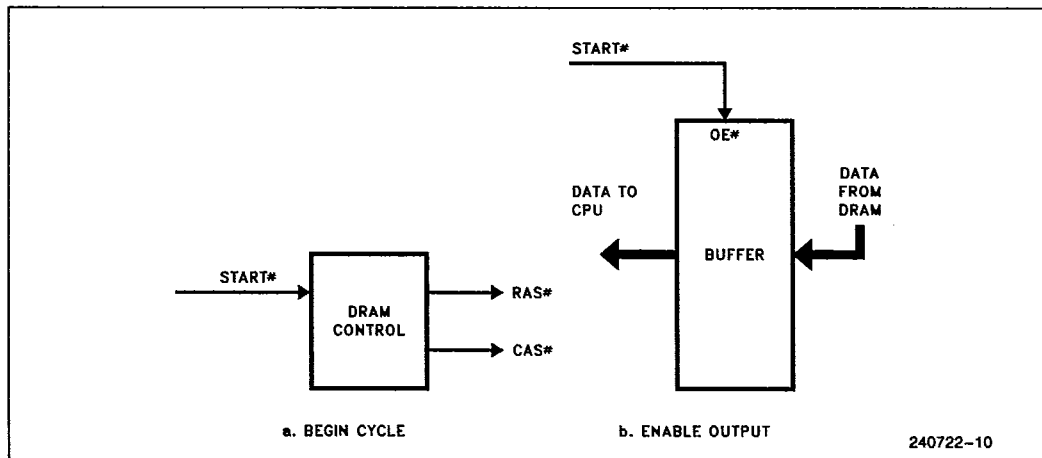 START#
OE#
DATA TO
CPU
DATA
FROM
DRAM
BUFFER
START#
DRAM
CONTROL
RAS#
CAS#
a. BEGIN CYCLE
b. ENABLE OUTPUT
240722-10